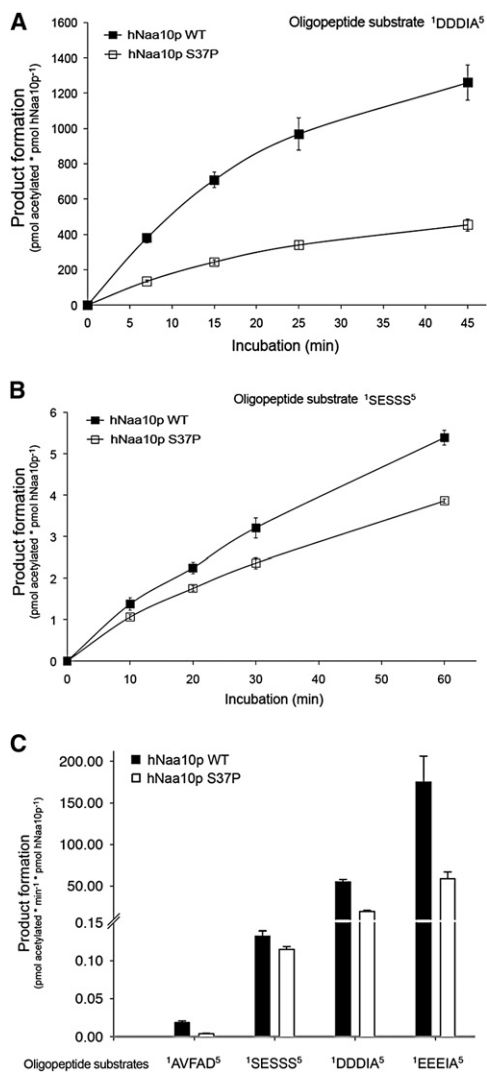 A
Oligopeptide substrate ¹DDDIA⁵
hNaa10p WT
hNaa10p S37P
Product formation
(pmol acetylated * pmol hNaa10p⁻¹)
1600
1400
1200
1000
800
600
400
200
0
0 5 10 15 20 25 30 35 40 45
Incubation (min)
B
Oligopeptide substrate ¹SESSS⁵
hNaa10p WT
hNaa10p S37P
Product formation
(pmol acetylated * pmol hNaa10p⁻¹)
6
5
4
3
2
1
0
0 10 20 30 40 50 60
Incubation (min)
C
hNaa10p WT
hNaa10p S37P
Product formation
(pmol acetylated * min⁻¹ * pmol hNaa10p⁻¹)
200.00
150.00
100.00
50.00
0.15
0.10
0.05
0.00
Oligopeptide substrates ¹AVFAD⁵ ¹SESSS⁵ ¹DDDIA⁵ ¹EEEIA⁵